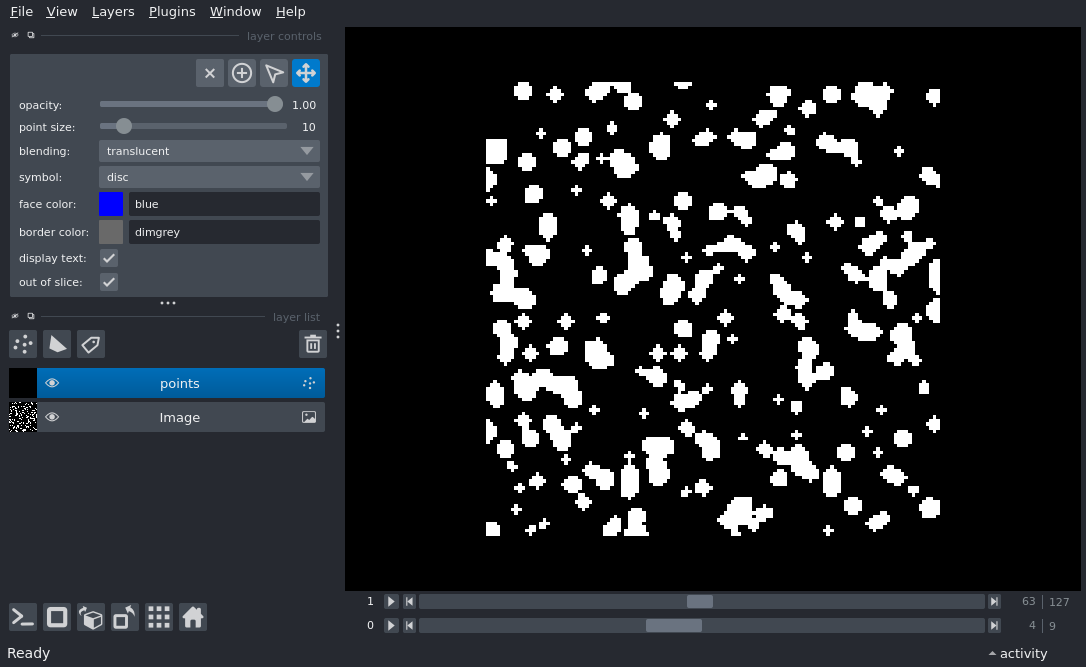 File View Layers Plugins Window Help
layer controls
opacity: 1.00
point size: 10
blending: translucent
symbol: disc
face color: blue
border color: dimgrey
display text:
out of slice:
layer list
points
Image
1 63 127
0 4 9
Ready activity